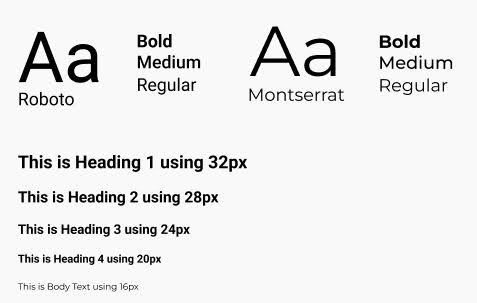 Aa
Roboto
Bold
Medium
Regular
Aa
Montserrat
Bold
Medium
Regular
This is Heading 1 using 32px
This is Heading 2 using 28px
This is Heading 3 using 24px
This is Heading 4 using 20px
This is Body Text using 16px